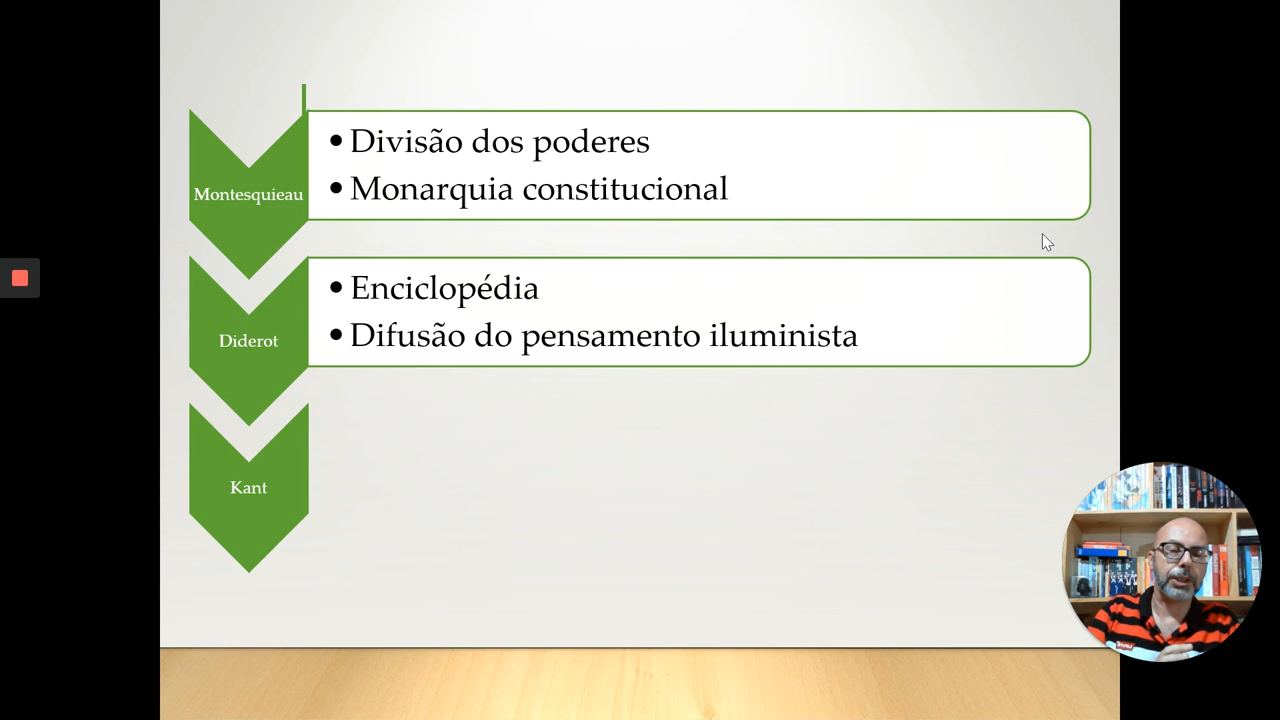 • Divisão dos poderes
Montesquieau
• Monarquia constitucional
• Enciclopédia
Diderot
• Difusão do pensamento iluminista
Kant